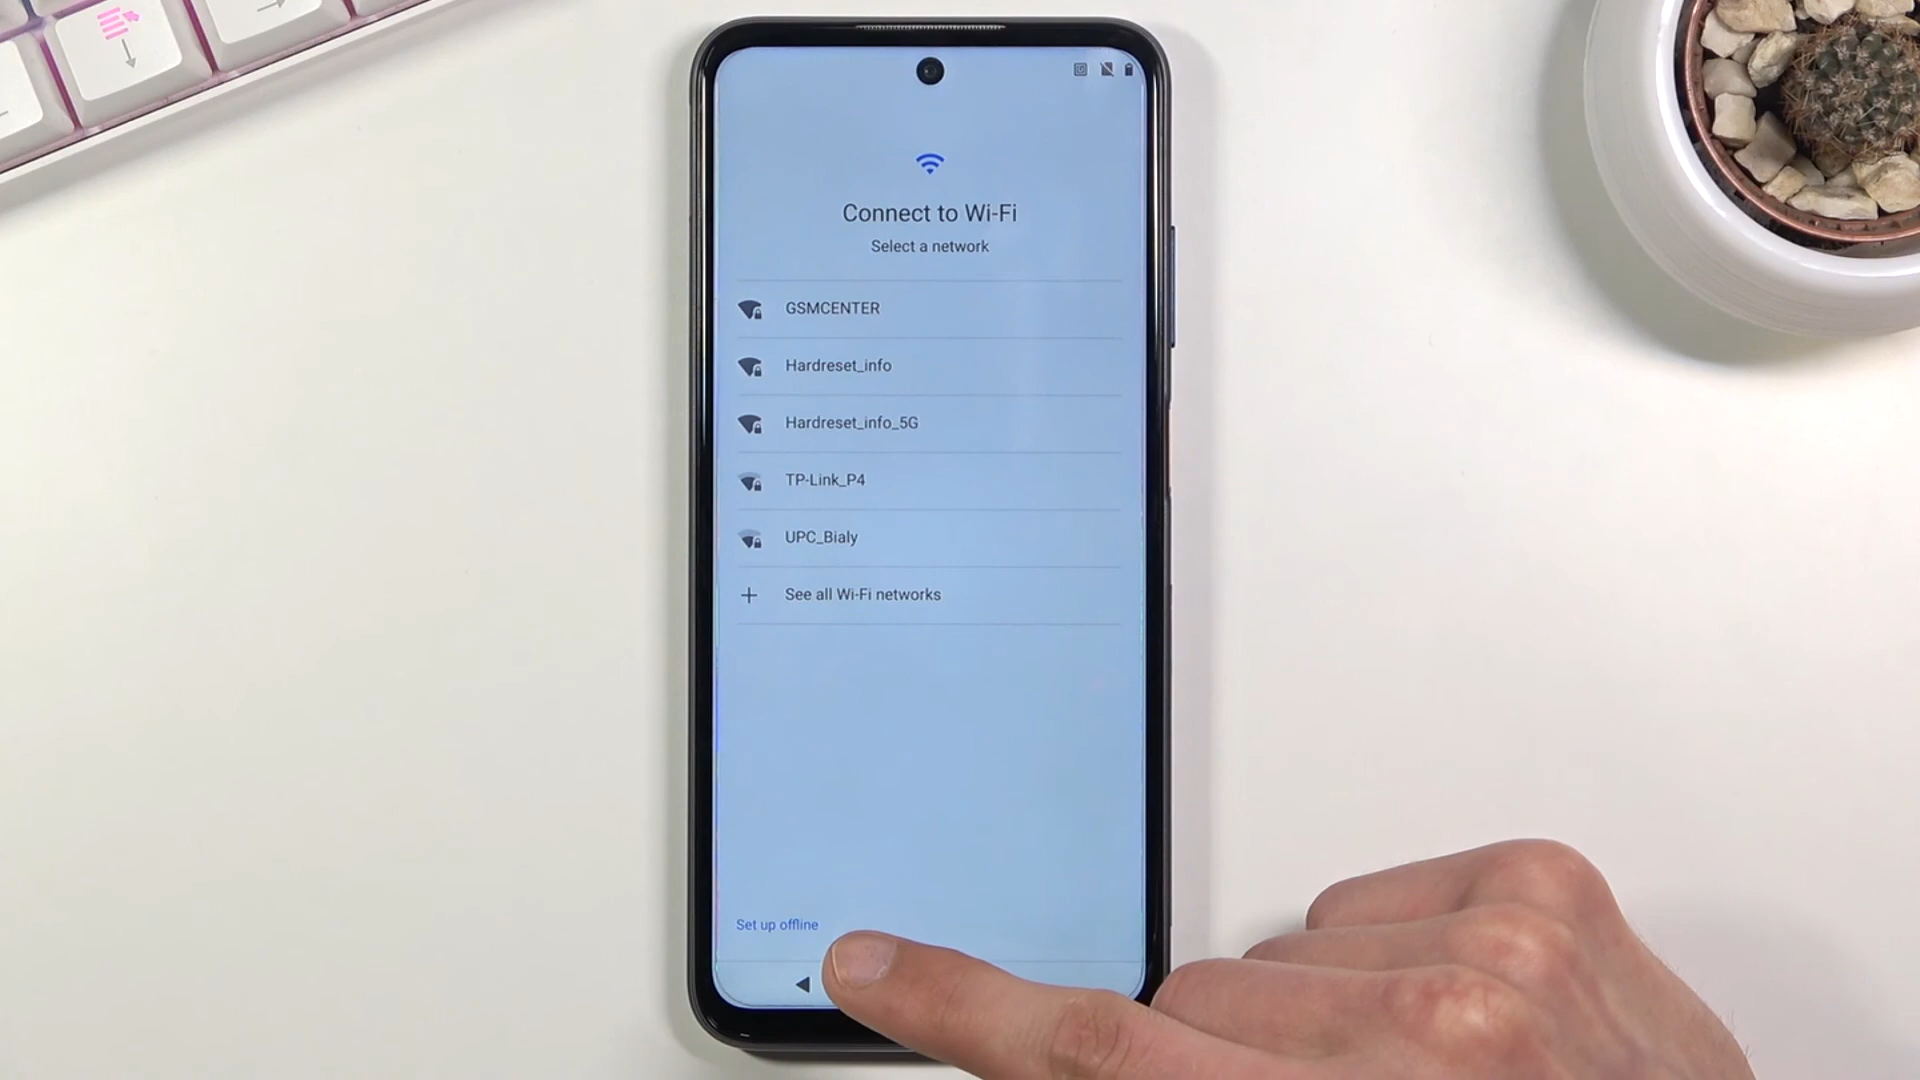 Connect to Wi-Fi
Select a network
GSMCENTER
Hardreset_info
Hardreset_info_5G
TP-Link_P4
UPC_Bialy
See all Wi-Fi networks
Set up offline